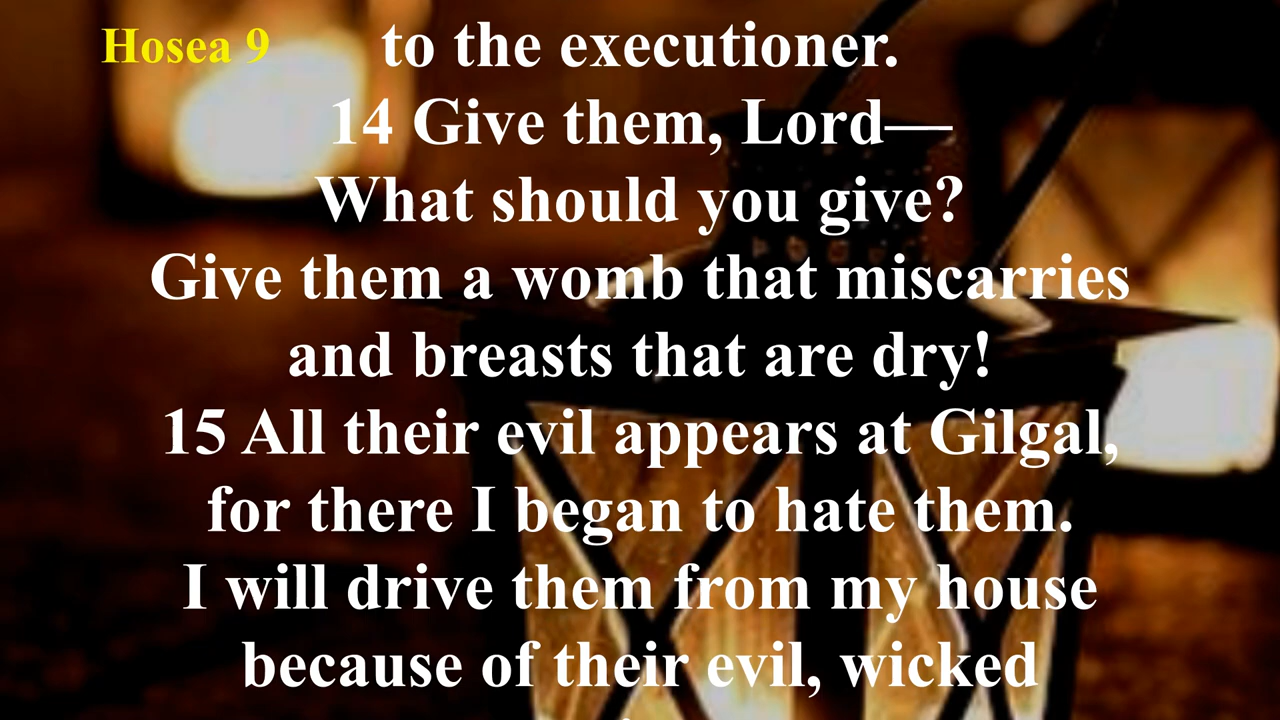 Hosea 9
to the executioner.
14 Give them, Lord—
What should you give?
Give them a womb that miscarries
and breasts that are dry!
15 All their evil appears at Gilgal,
for there I began to hate them.
I will drive them from my house
because of their evil, wicked